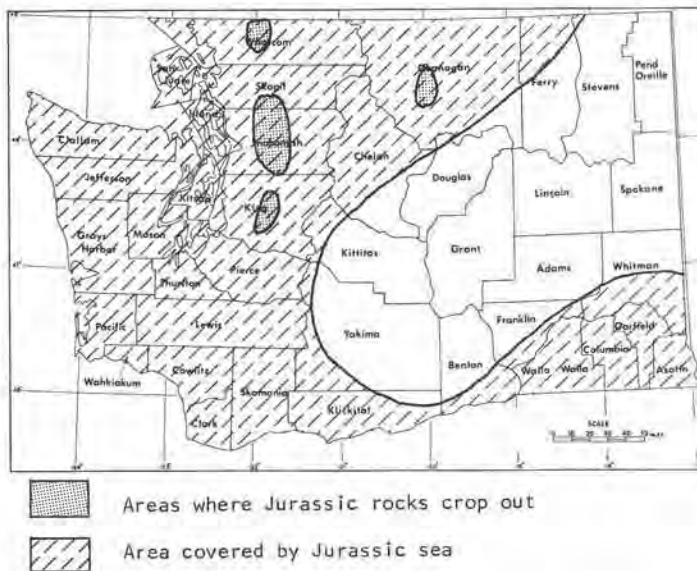 Whatcom
Okanogan
Pend
Oreille
San
Juan
Skagit
Ferry
Stevens
Island
Snohomish
Clallam
Chelan
Jefferson
Douglas
Kitsap
King
Lincoln
Spokane
Grays
Harbor
Mason
Kittitas
Grant
Pierce
Adams
Whitman
Thurston
Pacific
Lewis
Yakima
Franklin
Garfield
Benton
Walla
Walla
Columbia
Asotin
Wahkiakum
Cowlitz
Skamania
Klickitat
Clark
SCALE
Areas where Jurassic rocks crop out
Area covered by Jurassic sea